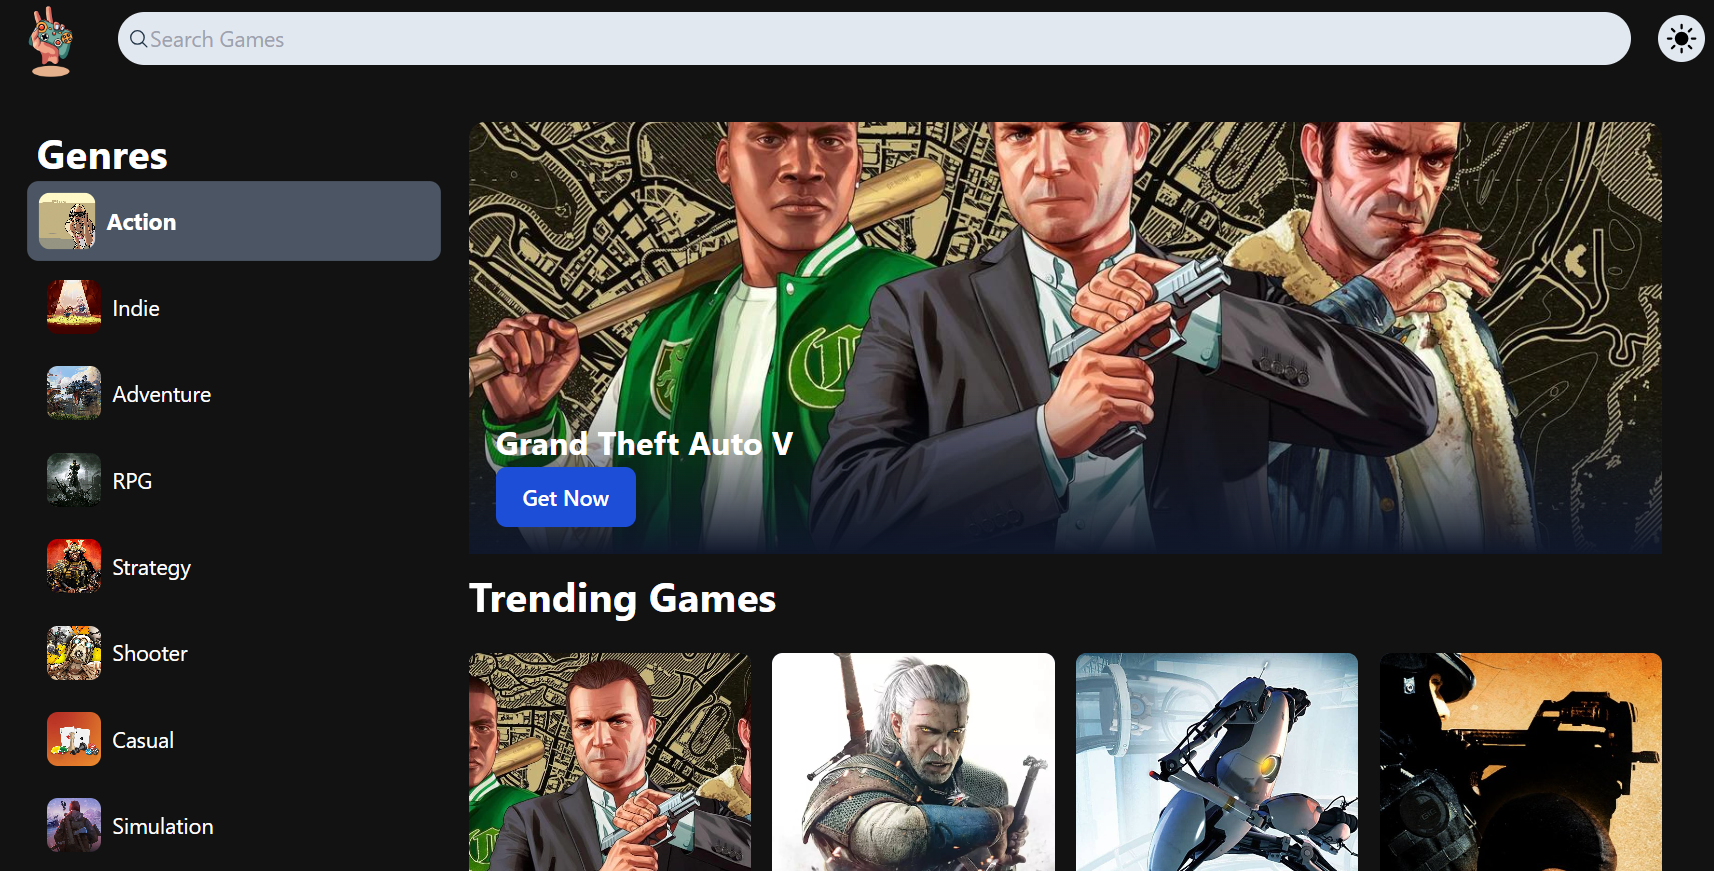 Search Games
Genres
Action
Indie
Adventure
RPG
Strategy
Shooter
Casual
Simulation
Grand Theft Auto V
Get Now
Trending Games